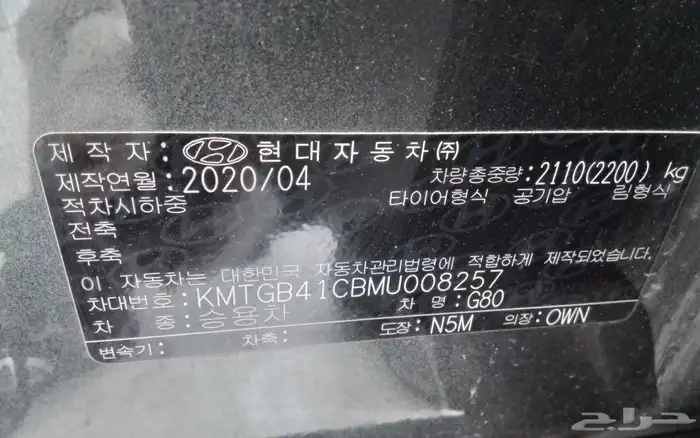 제 작 자 : 현대자동차㈜
제작연월 : 2020/04 차량총중량: 2110(2200) kg
적차시하중 타이어형식 공기압 림형식
전축
후축
이 자동차는 대한민국 자동차관리법령에 적합하게 제작되었습니다.
차대번호 : KMTGB41CBMU008257
차 종 : 승용차 차 명 : G80
변속기 : 차축 : 도장 : N5M 의장 : OWN
حراج